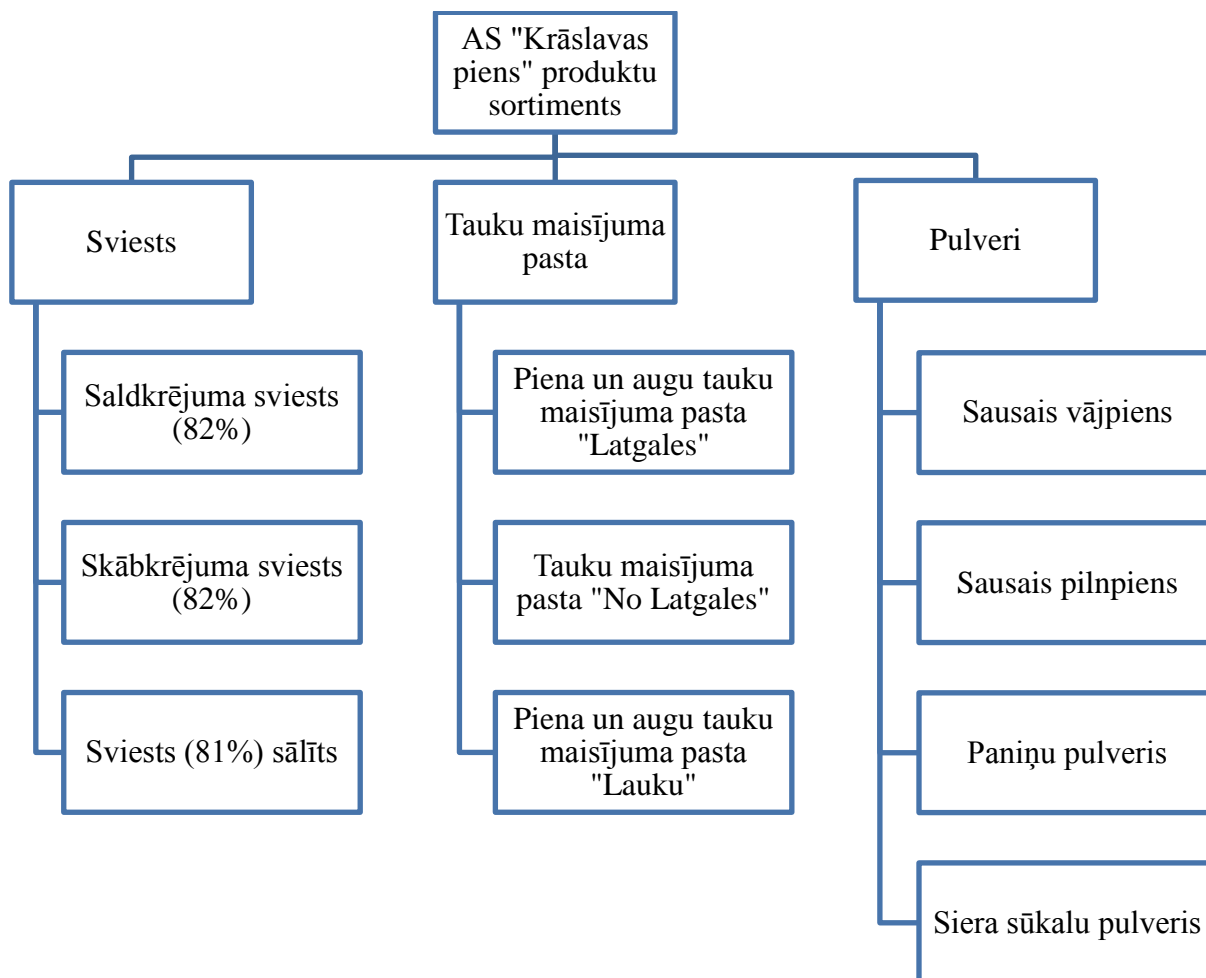 AS "Krāslavas
piens" produktu
sortiments
Sviests
Saldkrējuma sviests
(82%)
Skābkrējuma sviests
(82%)
Sviests (81%) sālīts
Tauku maisījuma
pasta
Piena un augu tauku
maisījuma pasta
"Latgales"
Tauku maisījuma
pasta "No Latgales"
Piena un augu tauku
maisījuma pasta
"Lauku"
Pulveri
Sausais vājpiens
Sausais pilnpiens
Paniņu pulveris
Siera sūkalu pulveris